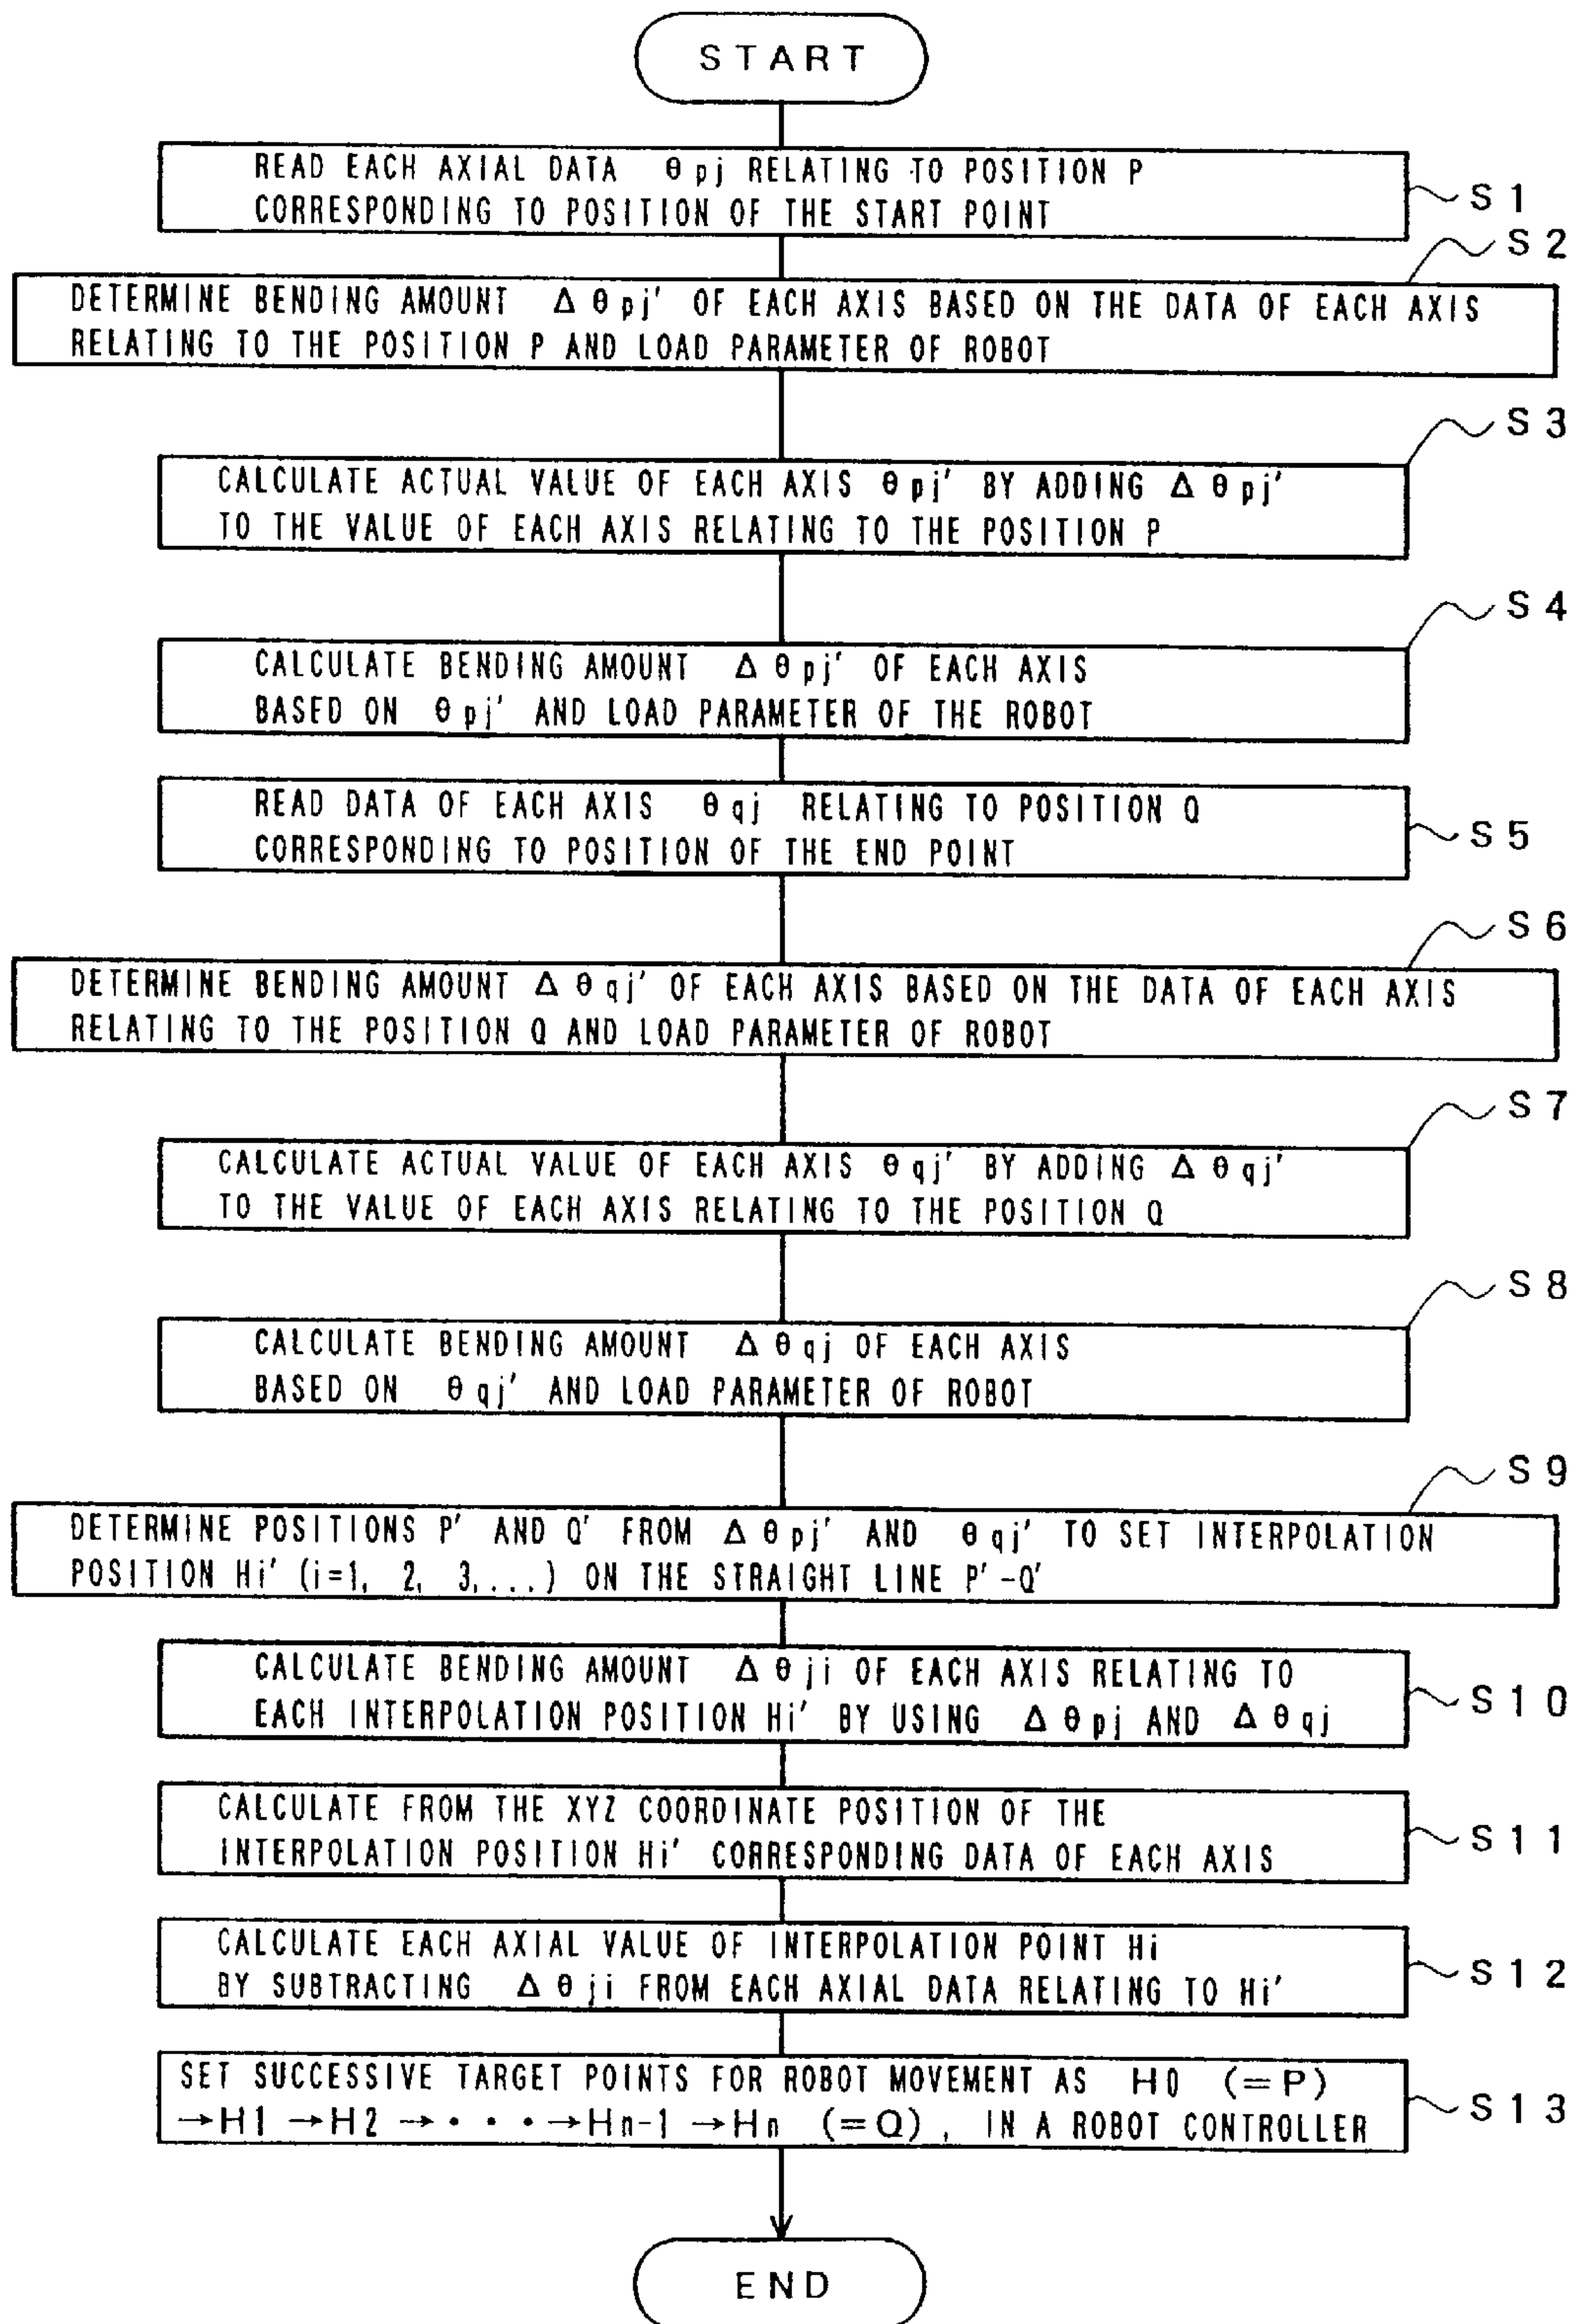 START
READ EACH AXIAL DATA θpj RELATING TO POSITION P
CORRESPONDING TO POSITION OF THE START POINT
S1
S2
DETERMINE BENDING AMOUNT Δθpj' OF EACH AXIS BASED ON THE DATA OF EACH AXIS
RELATING TO THE POSITION P AND LOAD PARAMETER OF ROBOT
S3
CALCULATE ACTUAL VALUE OF EACH AXIS θpj' BY ADDING Δθpj'
TO THE VALUE OF EACH AXIS RELATING TO THE POSITION P
S4
CALCULATE BENDING AMOUNT Δθpj' OF EACH AXIS
BASED ON θpj' AND LOAD PARAMETER OF THE ROBOT
READ DATA OF EACH AXIS θqj RELATING TO POSITION Q
CORRESPONDING TO POSITION OF THE END POINT
S5
S6
DETERMINE BENDING AMOUNT Δθqj' OF EACH AXIS BASED ON THE DATA OF EACH AXIS
RELATING TO THE POSITION Q AND LOAD PARAMETER OF ROBOT
S7
CALCULATE ACTUAL VALUE OF EACH AXIS θqj' BY ADDING Δθqj'
TO THE VALUE OF EACH AXIS RELATING TO THE POSITION Q
S8
CALCULATE BENDING AMOUNT Δθqj OF EACH AXIS
BASED ON θqj' AND LOAD PARAMETER OF ROBOT
S9
DETERMINE POSITIONS P' AND Q' FROM Δθpj' AND θqj' TO SET INTERPOLATION
POSITION Hi' (i=1, 2, 3,...) ON THE STRAIGHT LINE P'-Q'
CALCULATE BENDING AMOUNT Δθji OF EACH AXIS RELATING TO
EACH INTERPOLATION POSITION Hi' BY USING Δθpj AND Δθqj
S10
CALCULATE FROM THE XYZ COORDINATE POSITION OF THE
INTERPOLATION POSITION Hi' CORRESPONDING DATA OF EACH AXIS
S11
CALCULATE EACH AXIAL VALUE OF INTERPOLATION POINT Hi
BY SUBTRACTING Δθji FROM EACH AXIAL DATA RELATING TO Hi'
S12
SET SUCCESSIVE TARGET POINTS FOR ROBOT MOVEMENT AS H0 (=P)
→H1 →H2 →・・・→Hn-1 →Hn (=Q), IN A ROBOT CONTROLLER
S13
END